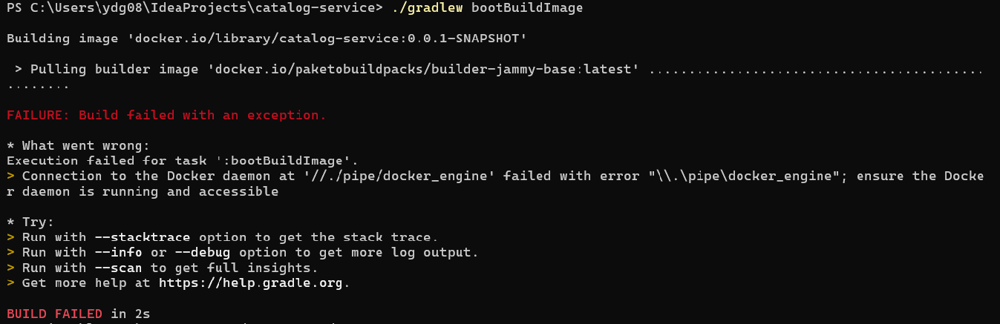 PS C:\Users\ydg08\IdeaProjects\catalog-service> ./gradlew bootBuildImage
Building image 'docker.io/library/catalog-service:0.0.1-SNAPSHOT'
> Pulling builder image 'docker.io/paketobuildpacks/builder-jammy-base:latest' ..........................................
........
FAILURE: Build failed with an exception.
* What went wrong:
Execution failed for task ':bootBuildImage'.
> Connection to the Docker daemon at '//./pipe/docker_engine' failed with error "\\.\pipe\docker_engine"; ensure the Docke
r daemon is running and accessible
* Try:
> Run with --stacktrace option to get the stack trace.
> Run with --info or --debug option to get more log output.
> Run with --scan to get full insights.
> Get more help at https://help.gradle.org.
BUILD FAILED in 2s